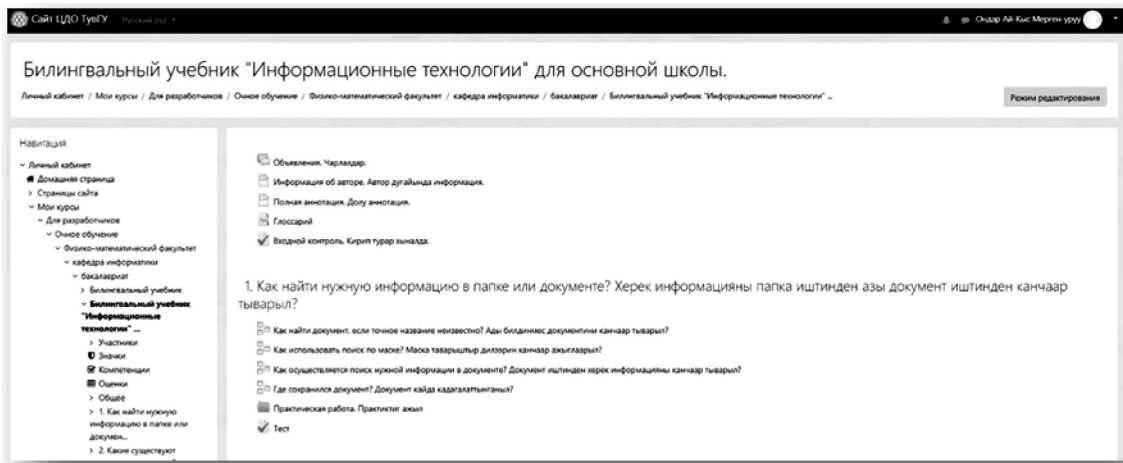 Сайт ЦДО ТувГУ Русский (ru)
Ондар Ай-Кыс Мерген-уруу
Билингвальный учебник "Информационные технологии" для основной школы.
Личный кабинет / Мои курсы / Для разработчиков / Очное обучение / Физико-математический факультет / кафедра информатики / бакалавриат / Билингвальный учебник "Информационные технологии" ...
Режим редактирования
Навигация
Личный кабинет
Домашняя страница
Страницы сайта
Мои курсы
Для разработчиков
Очное обучение
Физико-математический факультет
кафедра информатики
бакалавриат
Билингвальный учебник
Билингвальный учебник
"Информационные
технологии" ...
Участники
Значки
Компетенции
Оценки
Общее
1. Как найти нужную
информацию в папке или
докумен...
2. Какие существуют
Объявления. Чарлалдар.
Информация об авторе. Автор дугайында информация.
Полная аннотация. Долу аннотация.
Глоссарий
Входной контроль. Кирип турар хыналда.
1. Как найти нужную информацию в папке или документе? Херек информацияны папка иштинден азы документ иштинден канчаар
тыварыл?
Как найти документ, если точное название неизвестно? Ады билдинмес документини канчаар тыварыл?
Как использовать поиск по маске? Маска таварыштыр дилээрин канчаар ажыглаарыл?
Как осуществляется поиск нужной информации в документе? Документ иштинден херек информацияны канчаар тыварыл?
Где сохранился документ? Документ кайда кадагалаттынганыл?
Практическая работа. Практиктиг ажыл
Тест